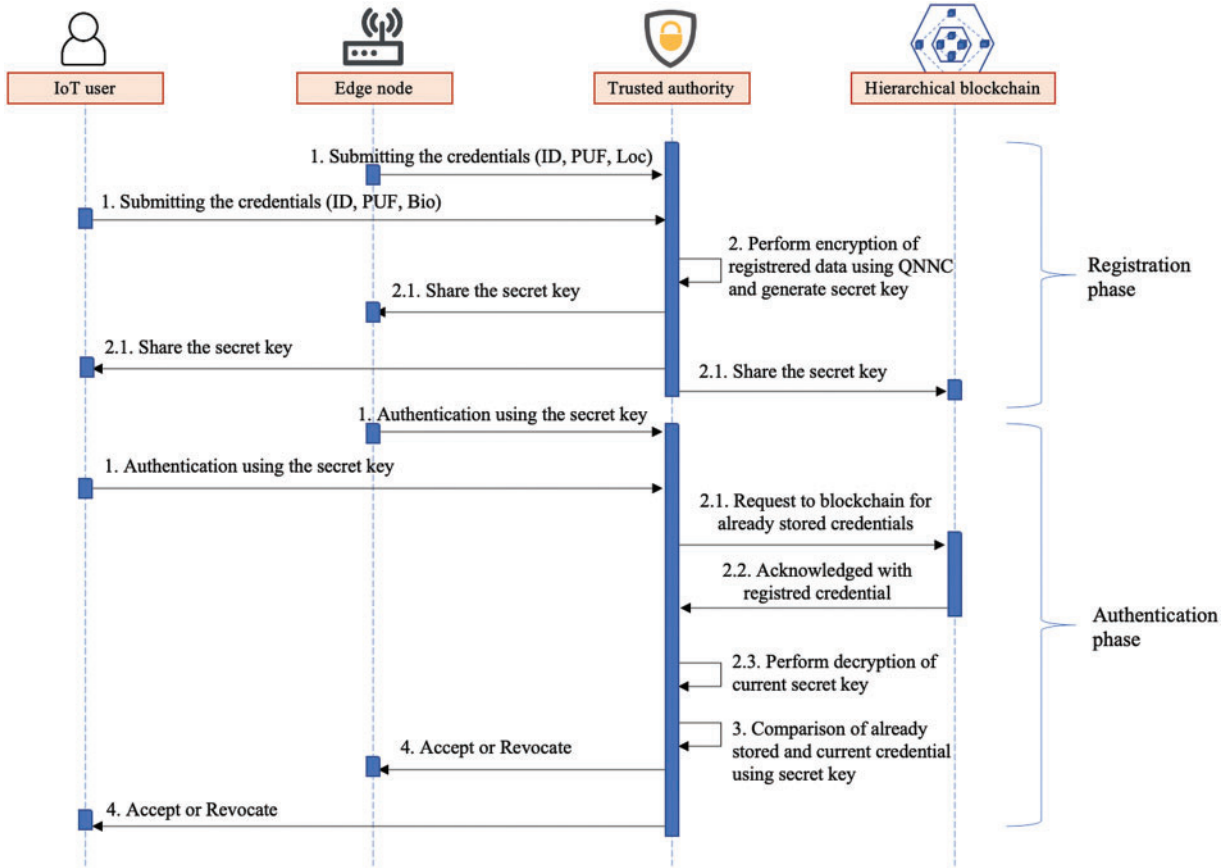 IoT user
Edge node
Trusted authority
Hierarchical blockchain
1. Submitting the credentials (ID, PUF, Loc)
1. Submitting the credentials (ID, PUF, Bio)
2. Perform encryption of
registrered data using QNNC
and generate secret key
Registration
phase
2.1. Share the secret key
2.1. Share the secret key
2.1. Share the secret key
1. Authentication using the secret key
1. Authentication using the secret key
2.1. Request to blockchain for
already stored credentials
2.2. Acknowledged with
registred credential
Authentication
phase
2.3. Perform decryption of
current secret key
3. Comparison of already
stored and current credential
using secret key
4. Accept or Revocate
4. Accept or Revocate